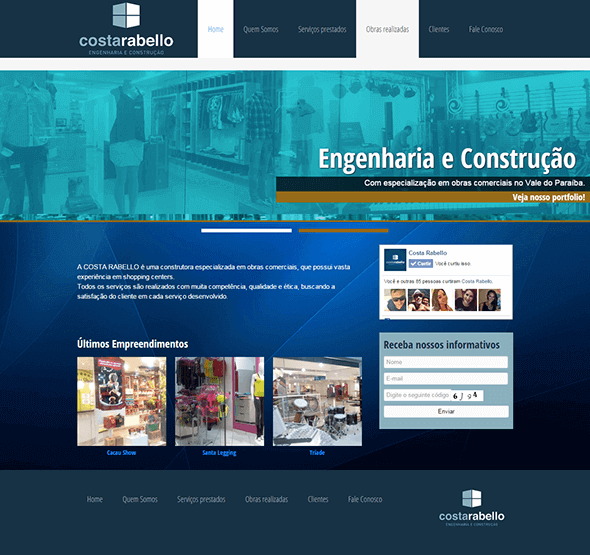 costarabello
ENGENHARIA E CONSTRUÇÃO
Home
Quem Somos
Serviços prestados
Obras realizadas
Clientes
Fale Conosco
Engenharia e Construção
Com especialização em obras comerciais no Vale do Paraíba.
Veja nosso portfolio!
A COSTA RABELLO é uma construtora especializada em obras comerciais, que possui vasta
experiência em shopping centers.
Todos os serviços são realizados com muita competência, qualidade e ética, buscando a
satisfação do cliente em cada serviço desenvolvido.
Costa Rabello
Curtir Você curtiu isso.
Você e outras 85 pessoas curtiram Costa Rabello.
Últimos Empreendimentos
Cacau Show
Santa Legging
Tríade
Receba nossos informativos
Nome
E-mail
Digite o seguinte código
Enviar
Home
Quem Somos
Serviços prestados
Obras realizadas
Clientes
Fale Conosco
costarabello
ENGENHARIA E CONSTRUÇÃO